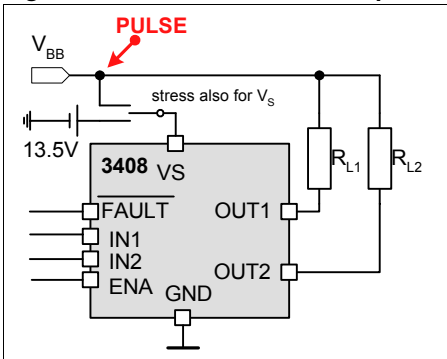 PULSE
V_BB
stress also for V_S
13.5V
3408 VS
FAULT OUT1
IN1
IN2
OUT2
ENA
GND
R_L1
R_L2